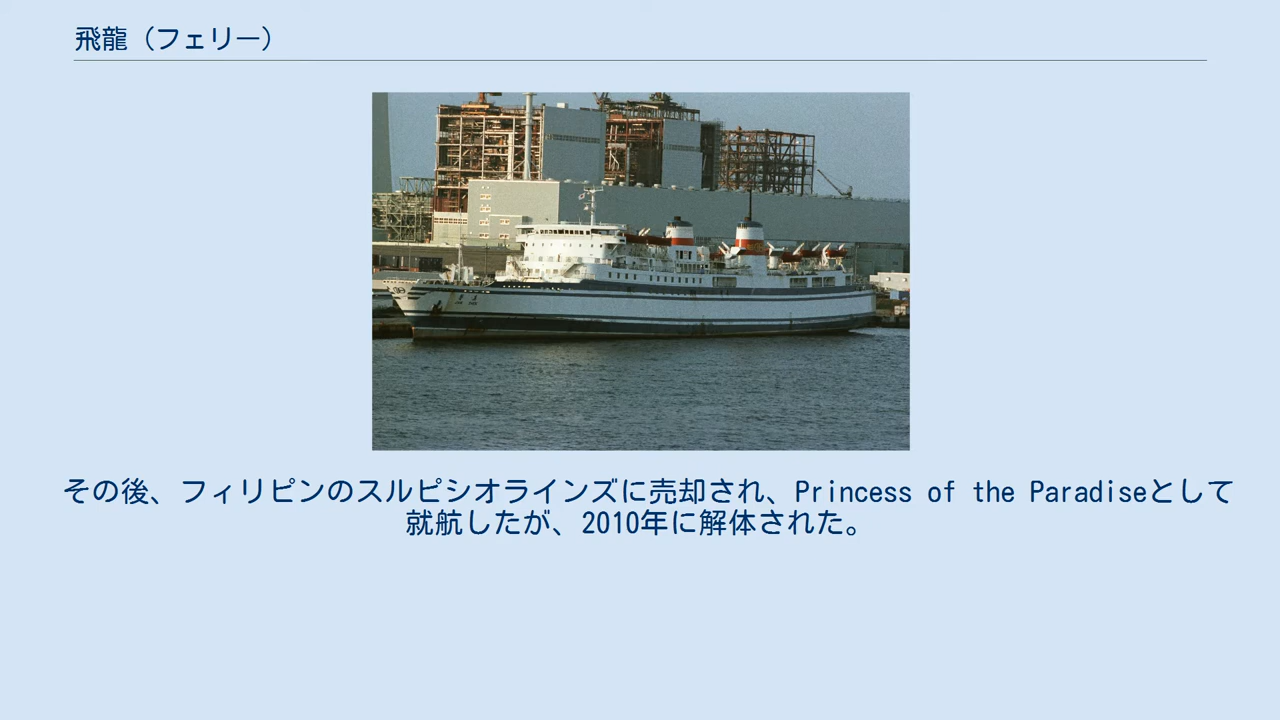 飛龍（フェリー）
その後、フィリピンのスルピシオラインズに売却され、Princess of the Paradiseとして
就航したが、2010年に解体された。